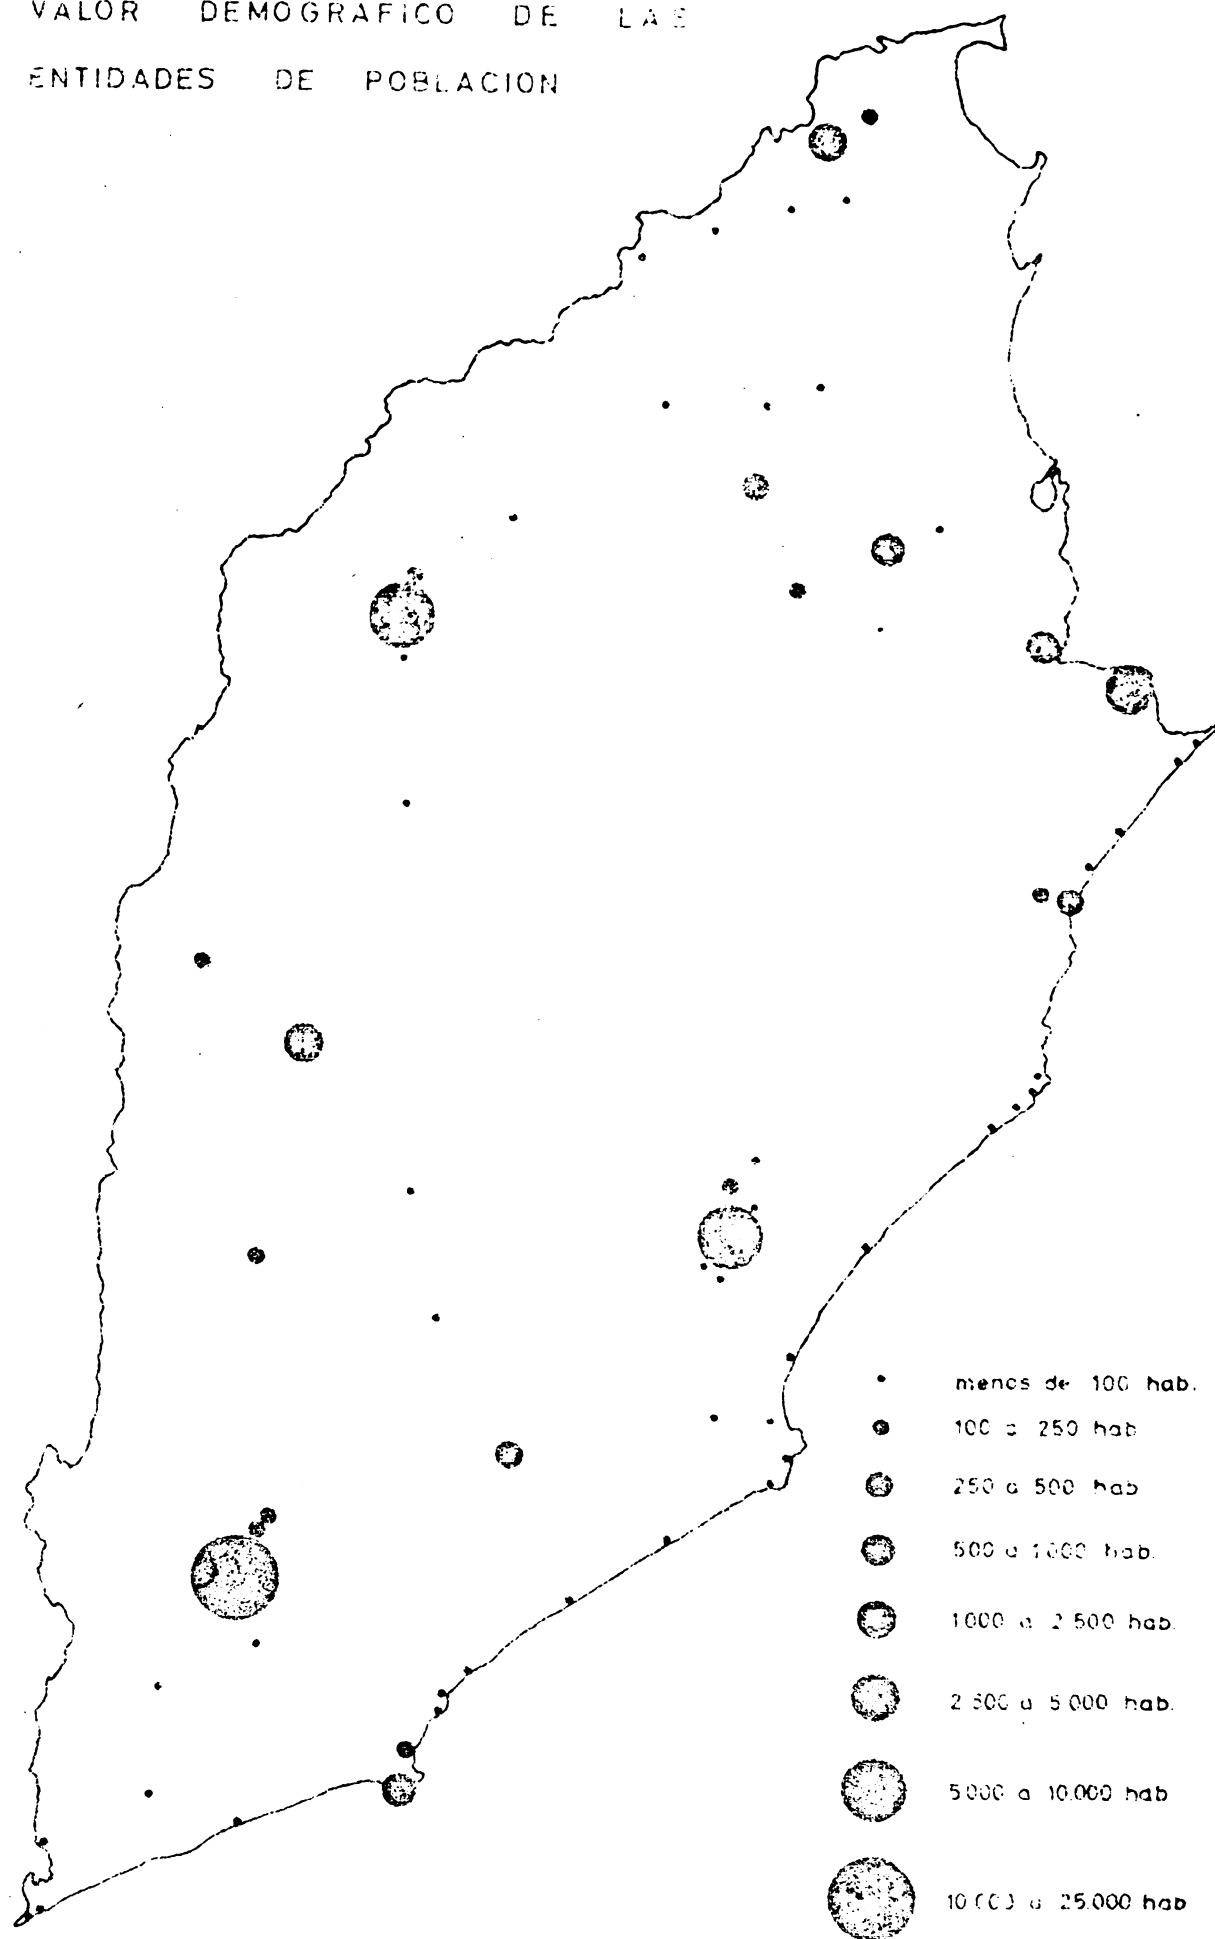 VALOR DEMOGRAFICO DE LAS
ENTIDADES DE POBLACION
menos de 100 hab.
100 a 250 hab
250 a 500 hab
500 a 1000 hab.
1.000 a 2.500 hab.
2.500 a 5.000 hab.
5.000 a 10.000 hab
10.000 a 25.000 hab